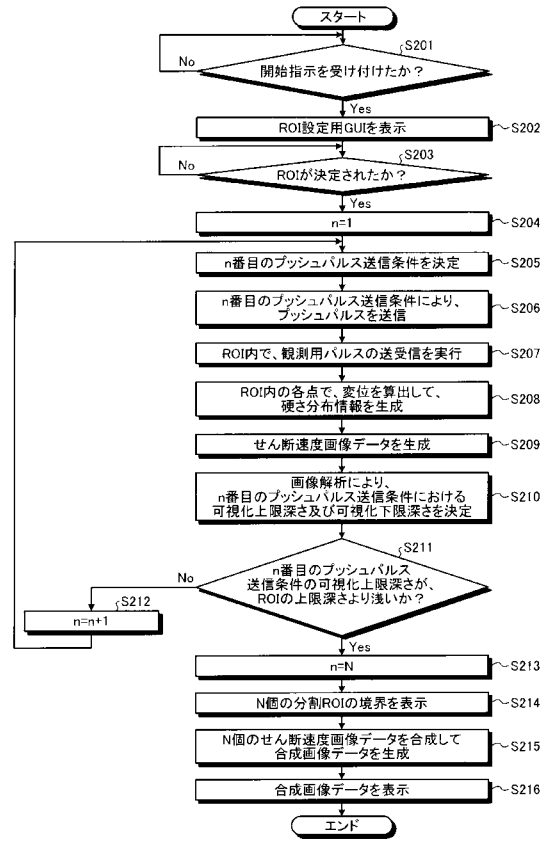 スタート
S201
開始指示を受け付けたか？
No
Yes
ROI設定用GUIを表示
S202
S203
ROIが決定されたか？
No
Yes
n=1
S204
n番目のプッシュパルス送信条件を決定
S205
n番目のプッシュパルス送信条件により、
プッシュパルスを送信
S206
ROI内で、観測用パルスの送受信を実行
S207
ROI内の各点で、変位を算出して、
硬さ分布情報を生成
S208
せん断速度画像データを生成
S209
画像解析により、
n番目のプッシュパルス送信条件における
可視化上限深さ及び可視化下限深さを決定
S210
S211
n番目のプッシュパルス
送信条件の可視化上限深さが、
ROIの上限深さより浅いか？
No
S212
n=n+1
Yes
n=N
S213
N個の分割ROIの境界を表示
S214
N個のせん断速度画像データを合成して
合成画像データを生成
S215
合成画像データを表示
S216
エンド